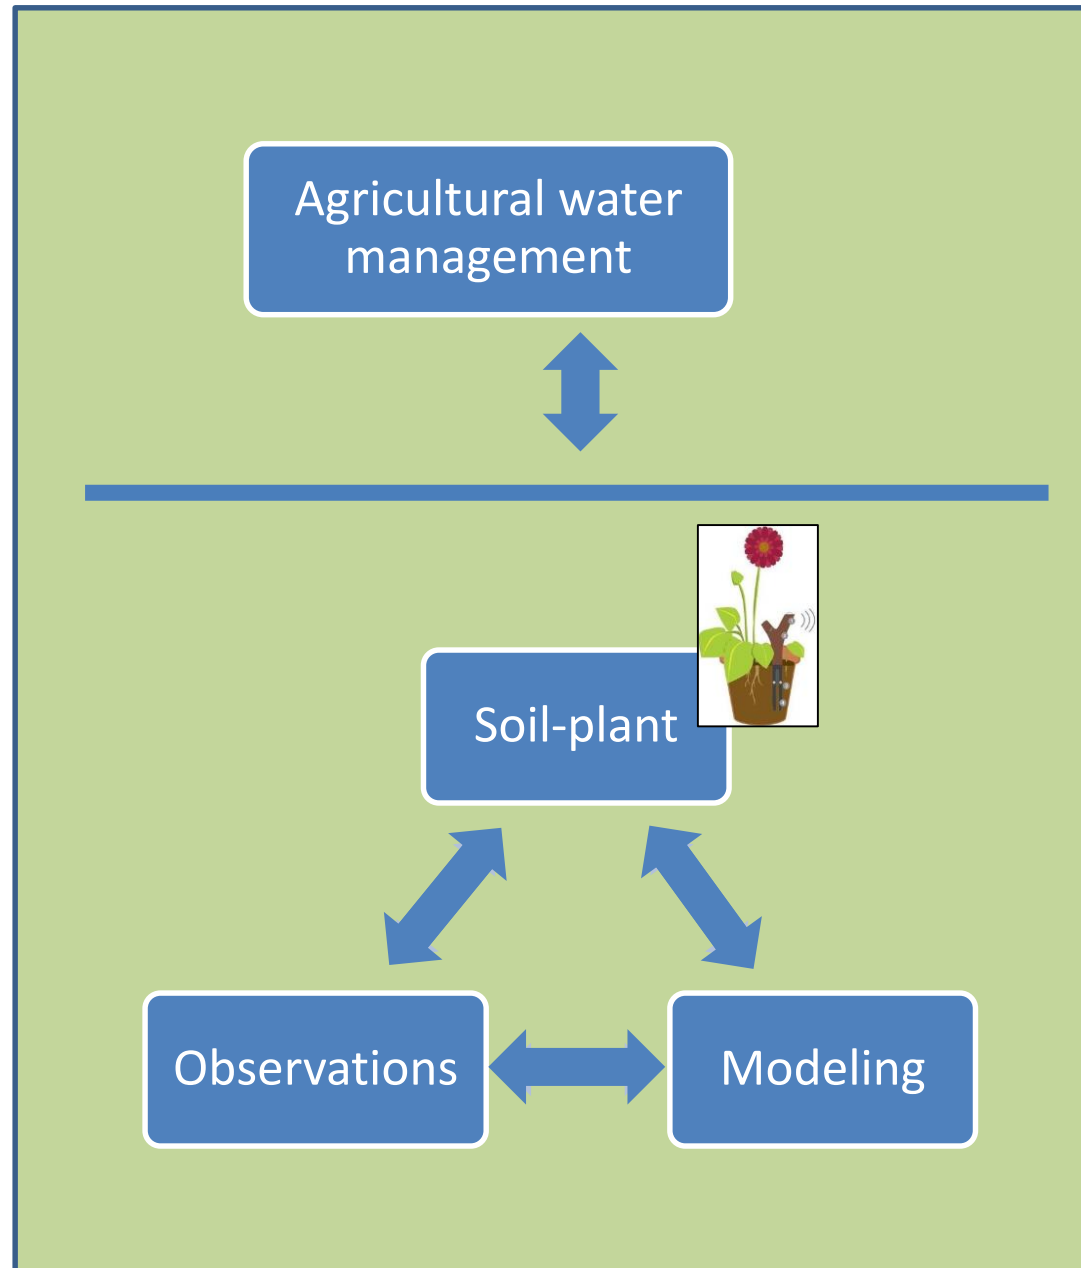 Agricultural water
management
Soil-plant
Observations
Modeling